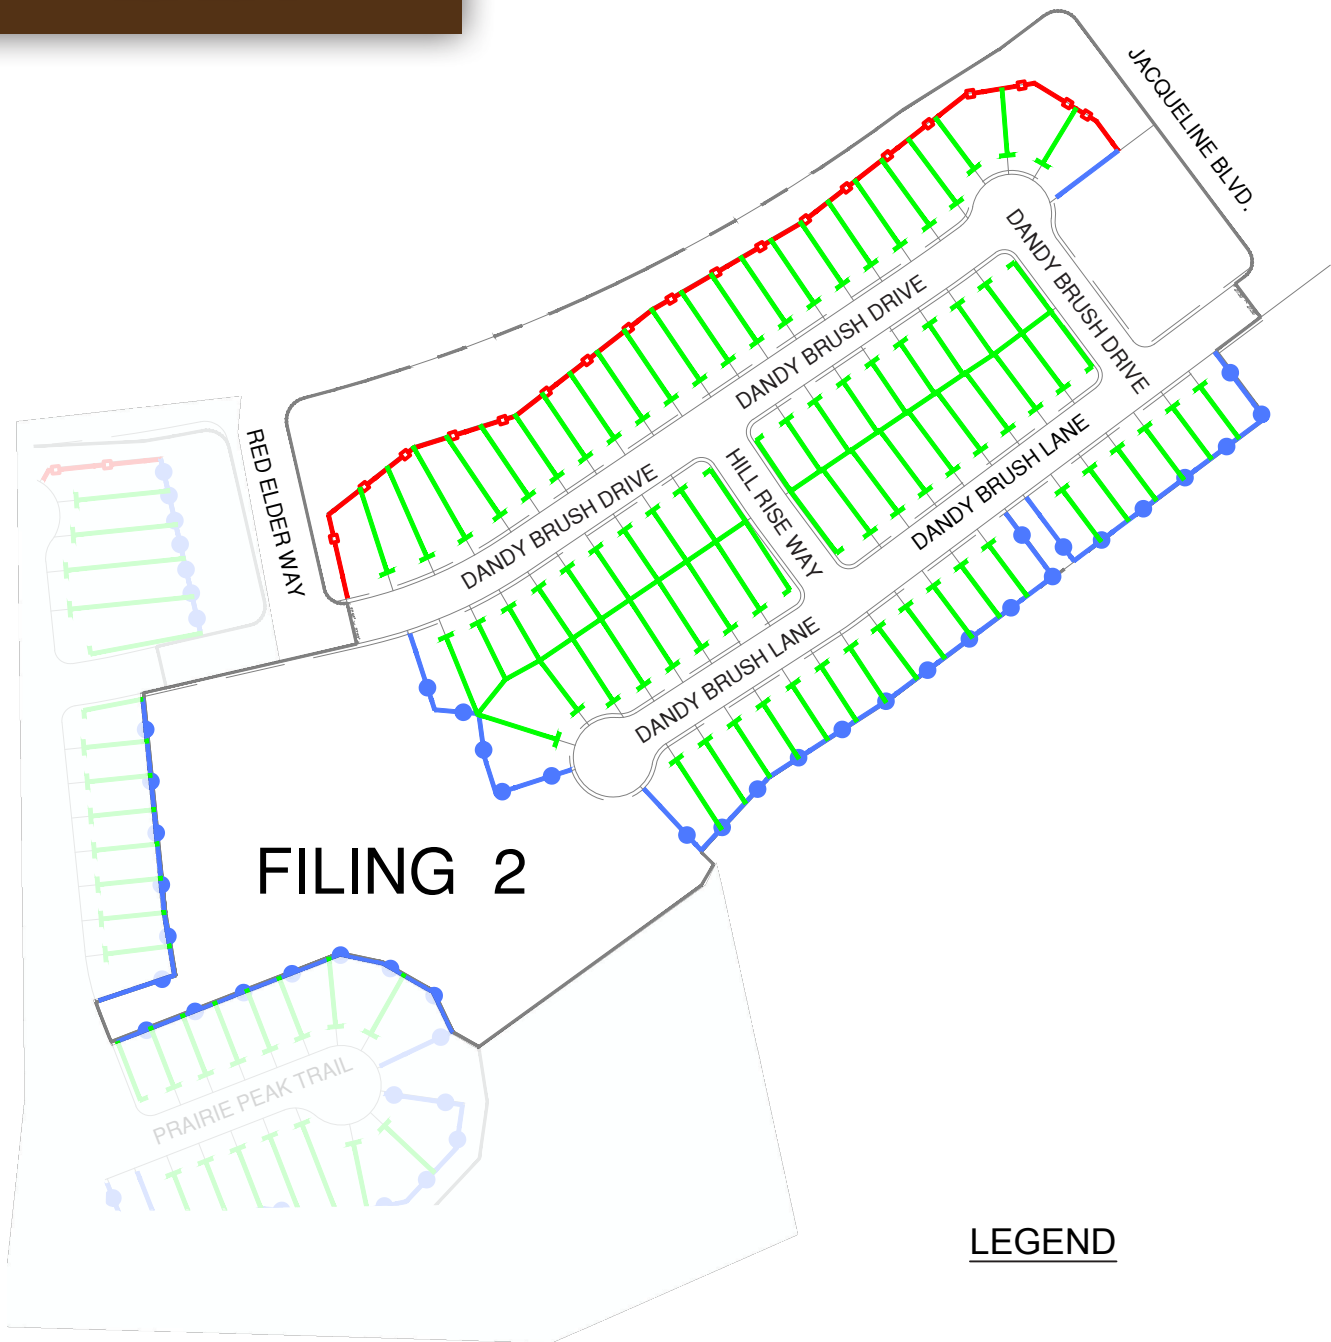 JACQUELINE BLVD.
DANDY BRUSH DRIVE
DANDY BRUSH DRIVE
RED ELDER WAY
DANDY BRUSH DRIVE
HILL RISE WAY
DANDY BRUSH LANE
DANDY BRUSH LANE
FILING 2
PRAIRIE PEAK TRAIL
LEGEND